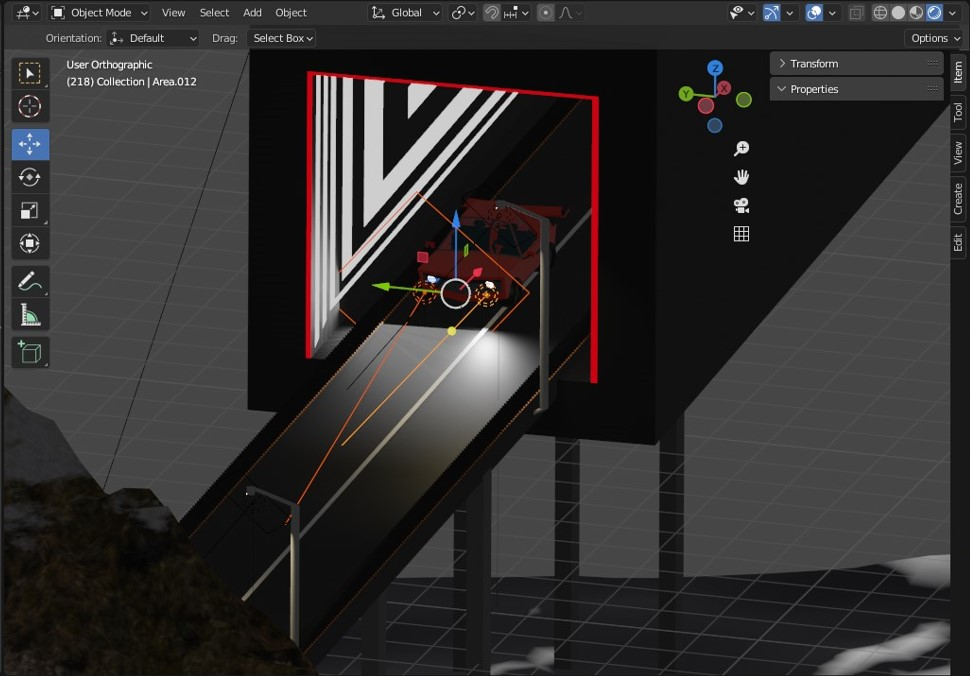 Object Mode View Select Add Object Global
Orientation: Default Drag: Select Box Options
User Orthographic
(218) Collection | Area.012
Transform
Properties
Z
Y
X
Item
Tool
View
Create
Edit